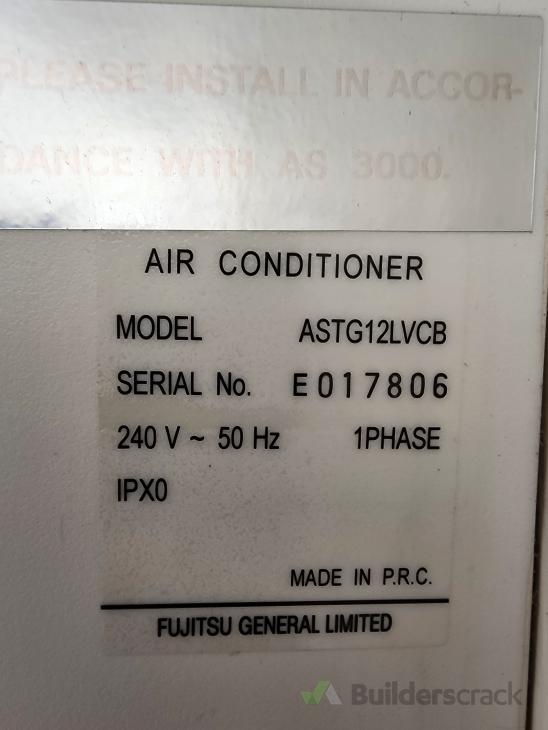 PLEASE INSTALL IN ACCOR-
DANCE WITH AS 3000.
AIR CONDITIONER
MODEL ASTG12LVCB
SERIAL No. E017806
240 V ~ 50 Hz 1PHASE
IPX0
MADE IN P.R.C.
FUJITSU GENERAL LIMITED
Builderscrack